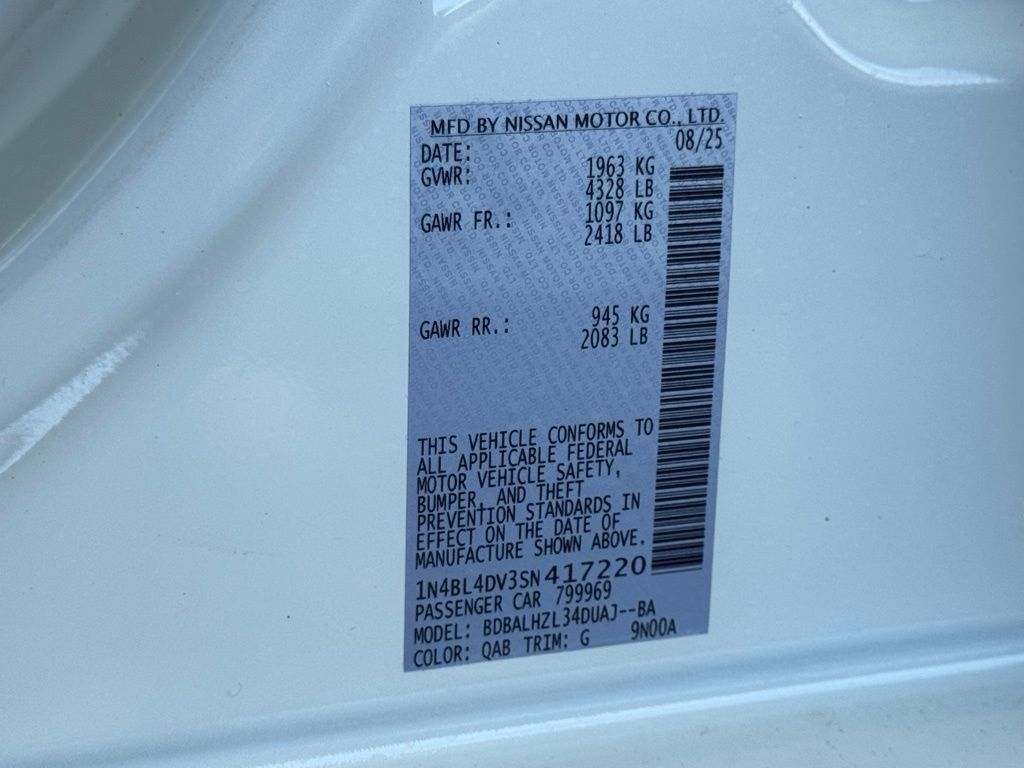 MFD BY NISSAN MOTOR CO., LTD.
DATE: 08/25
GVWR: 1963 KG
4328 LB
GAWR FR.: 1097 KG
2418 LB
GAWR RR.: 945 KG
2083 LB
THIS VEHICLE CONFORMS TO
ALL APPLICABLE FEDERAL
MOTOR VEHICLE SAFETY,
BUMPER, AND THEFT
PREVENTION STANDARDS IN
EFFECT ON THE DATE OF
MANUFACTURE SHOWN ABOVE.
1N4BL4DV3SN417220
PASSENGER CAR 799969
MODEL: BDBALHZL34DUAJ--BA
COLOR: QAB TRIM: G 9N00A